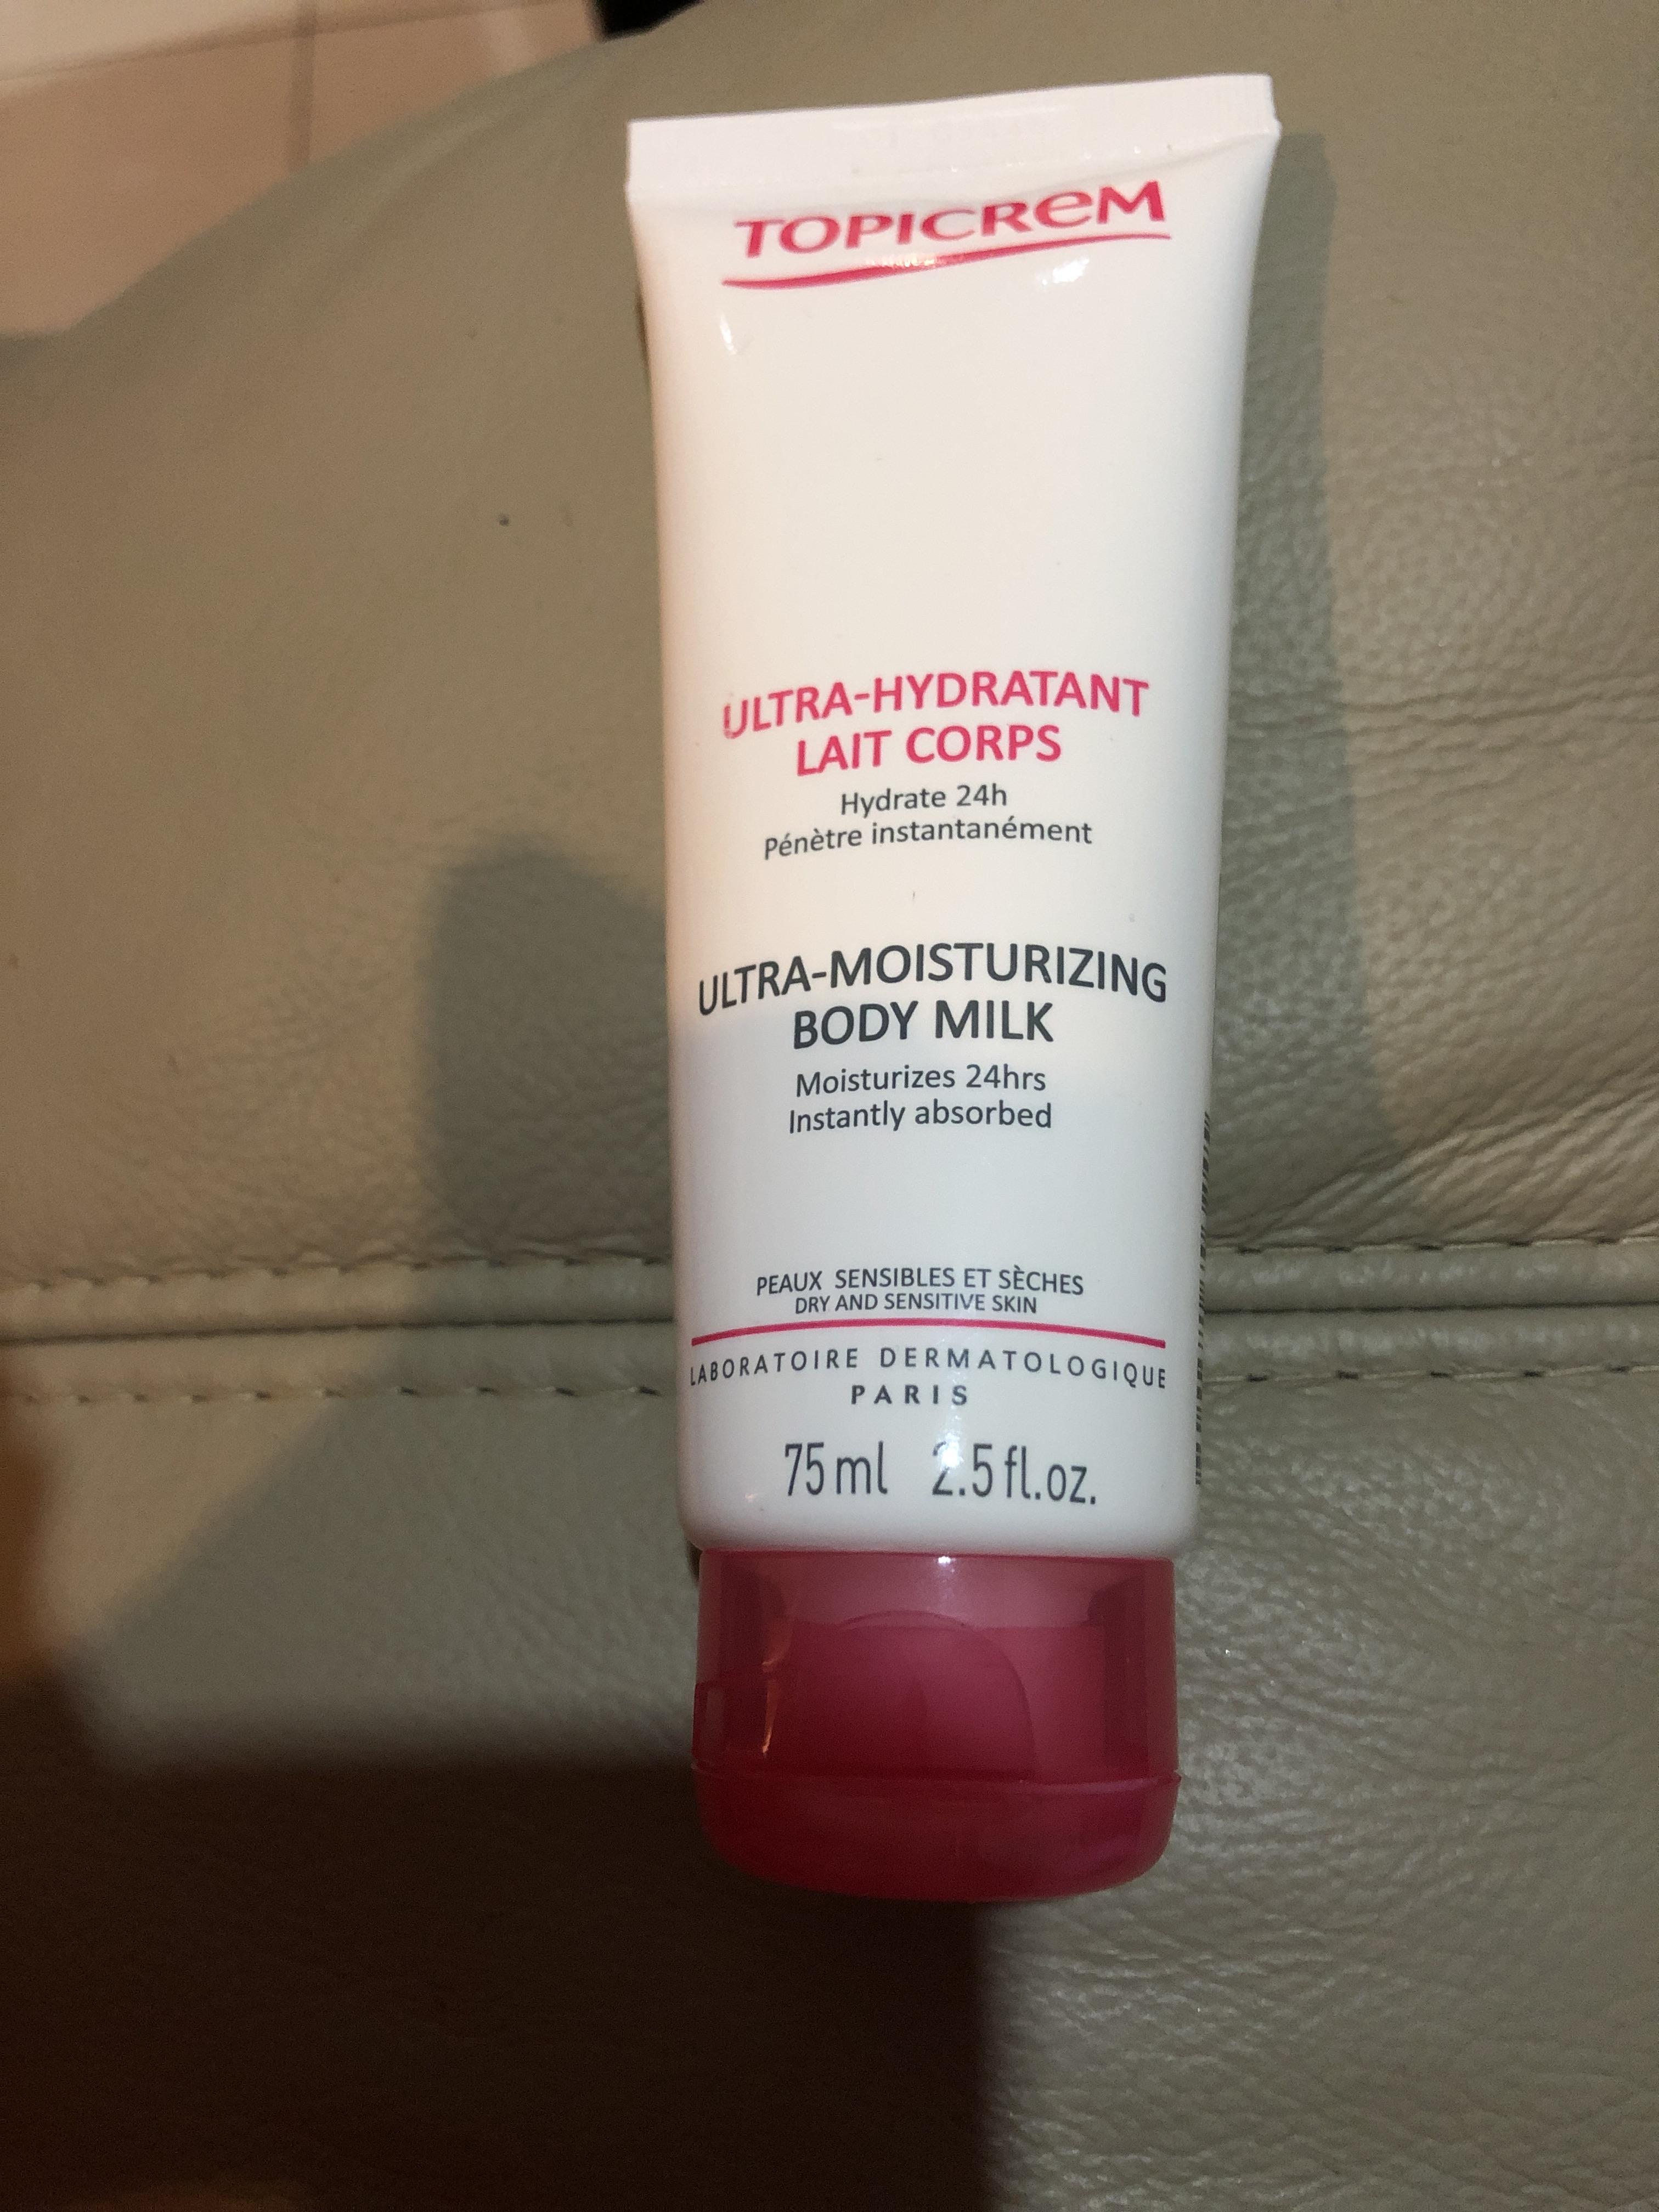 TOPICREM
ULTRA-HYDRATANT
LAIT CORPS
Hydrate 24h
Pénètre instantanément
ULTRA-MOISTURIZING
BODY MILK
Moisturizes 24hrs
Instantly absorbed
PEAUX SENSIBLES ET SÈCHES
DRY AND SENSITIVE SKIN
LABORATOIRE DERMATOLOGIQUE
PARIS
75 ml 2.5 fl.oz.